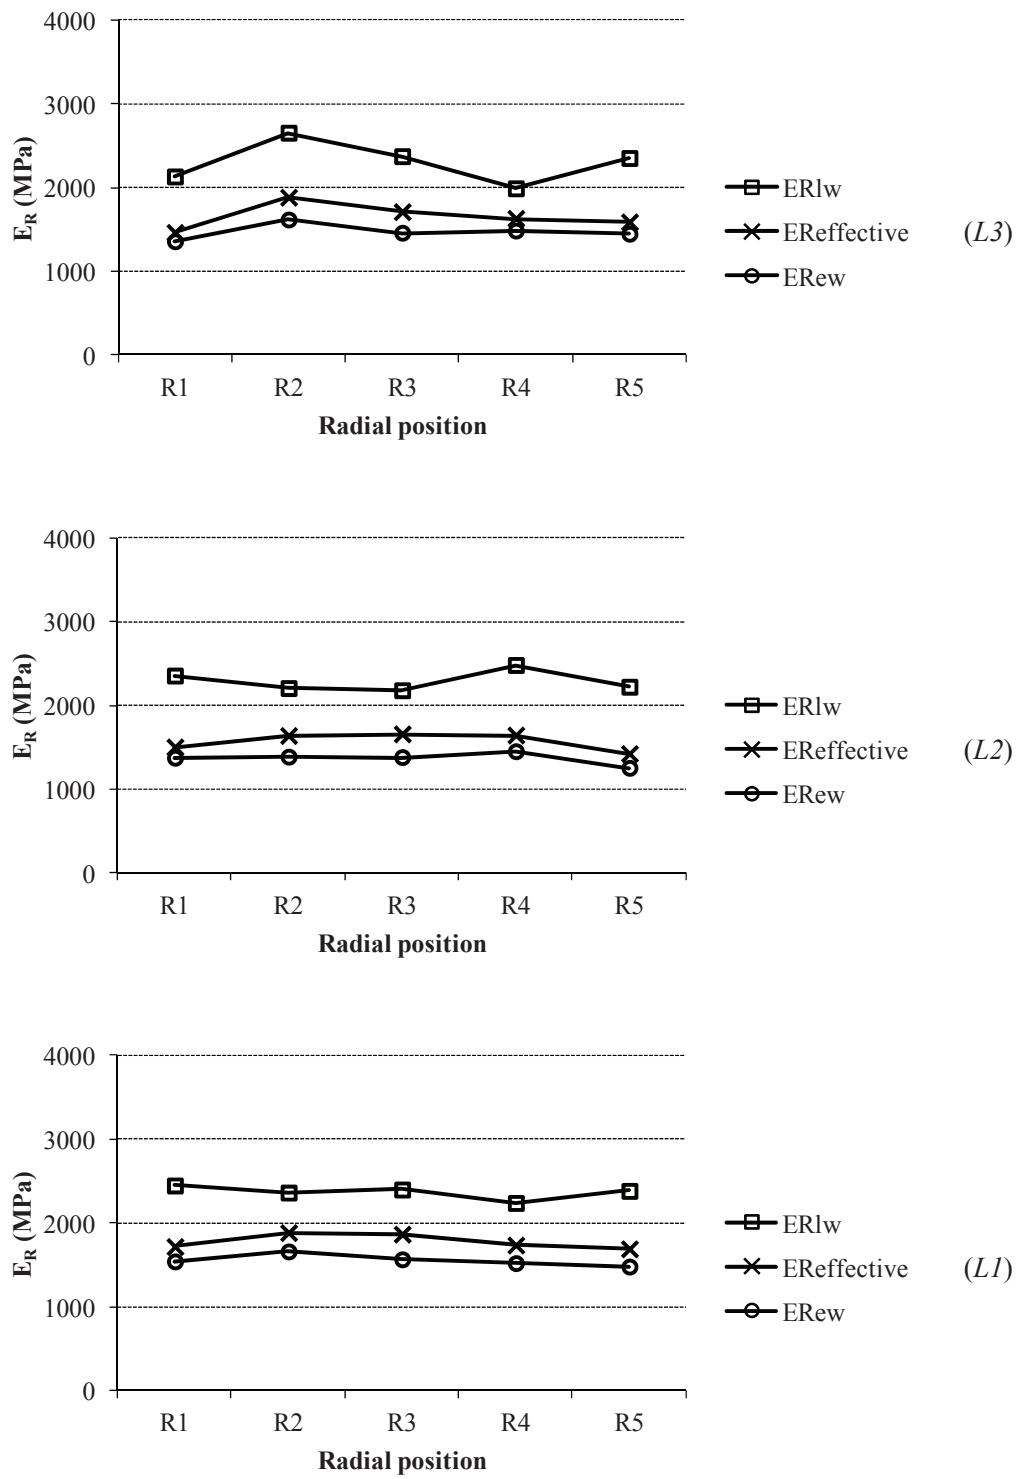 4000
3000
2000
1000
0
E_R (MPa)
R1 R2 R3 R4 R5
Radial position
ERlw
EReffective (L3)
ERew
4000
3000
2000
1000
0
E_R (MPa)
R1 R2 R3 R4 R5
Radial position
ERlw
EReffective (L2)
ERew
4000
3000
2000
1000
0
E_R (MPa)
R1 R2 R3 R4 R5
Radial position
ERlw
EReffective (L1)
ERew